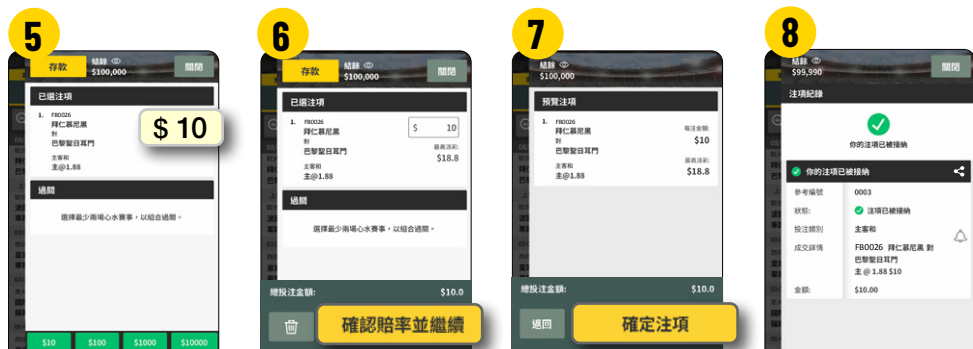 5
存款
結餘
$100,000
關閉
已選注項
1. FB0026
拜仁慕尼黑
對
巴黎聖日耳門
主客和
主@1.88
$ 10
過關
選擇最少兩場心水賽事，以組合過關。
$10 $100 $1000 $10000
6
存款
結餘
$100,000
關閉
已選注項
1. FB0026
拜仁慕尼黑
對
巴黎聖日耳門
主客和
主@1.88
$ 10
最高派彩:
$18.8
過關
選擇最少兩場心水賽事，以組合過關。
總投注金額: $10.0
確認賠率並繼續
7
結餘
$100,000
預覽注項
1. FB0026
拜仁慕尼黑
對
巴黎聖日耳門
主客和
主@1.88
每注金額:
$10
最高派彩:
$18.8
總投注金額: $10.0
返回
確定注項
8
結餘
$99,990
關閉
注項紀錄
你的注項已被接納
你的注項已被接納
參考編號 0003
狀態: 注項已被接納
投注類別 主客和
成交詳情 FB0026 拜仁慕尼黑 對
巴黎聖日耳門
主 @ 1.88 $10
金額: $10.00